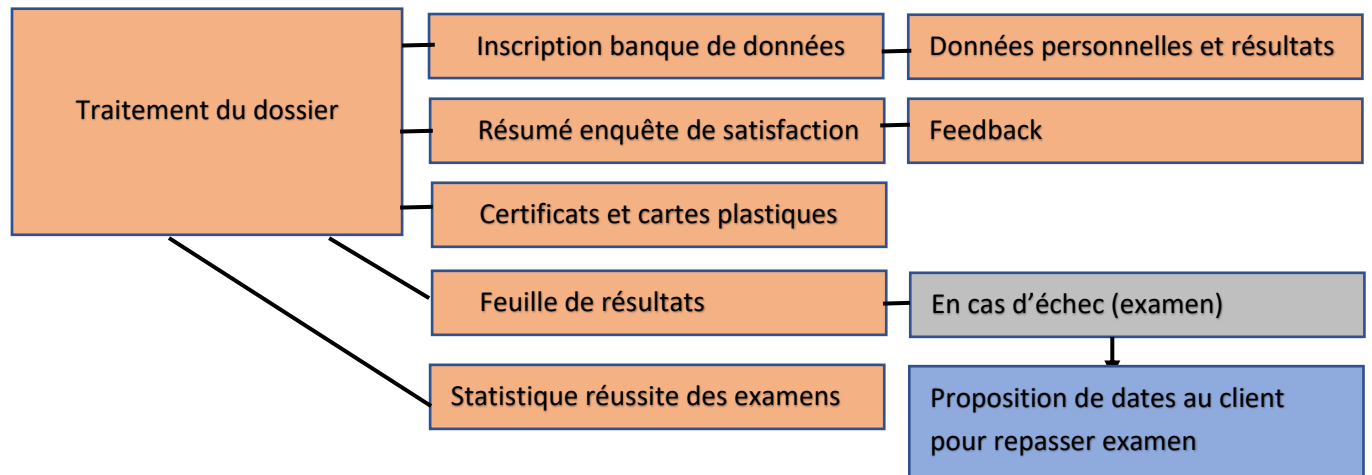 Traitement du dossier
Inscription banque de données
Données personnelles et résultats
Résumé enquête de satisfaction
Feedback
Certificats et cartes plastiques
Feuille de résultats
En cas d’échec (examen)
Statistique réussite des examens
Proposition de dates au client
pour repasser examen